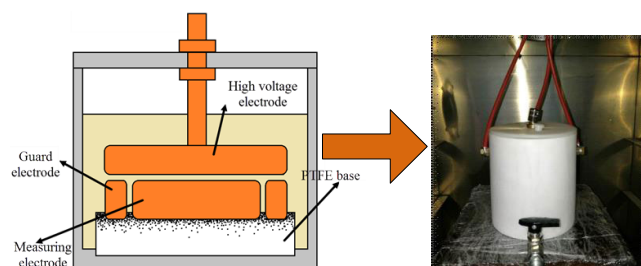 High voltage
electrode
Guard
electrode
PTFE base
Measuring
electrode